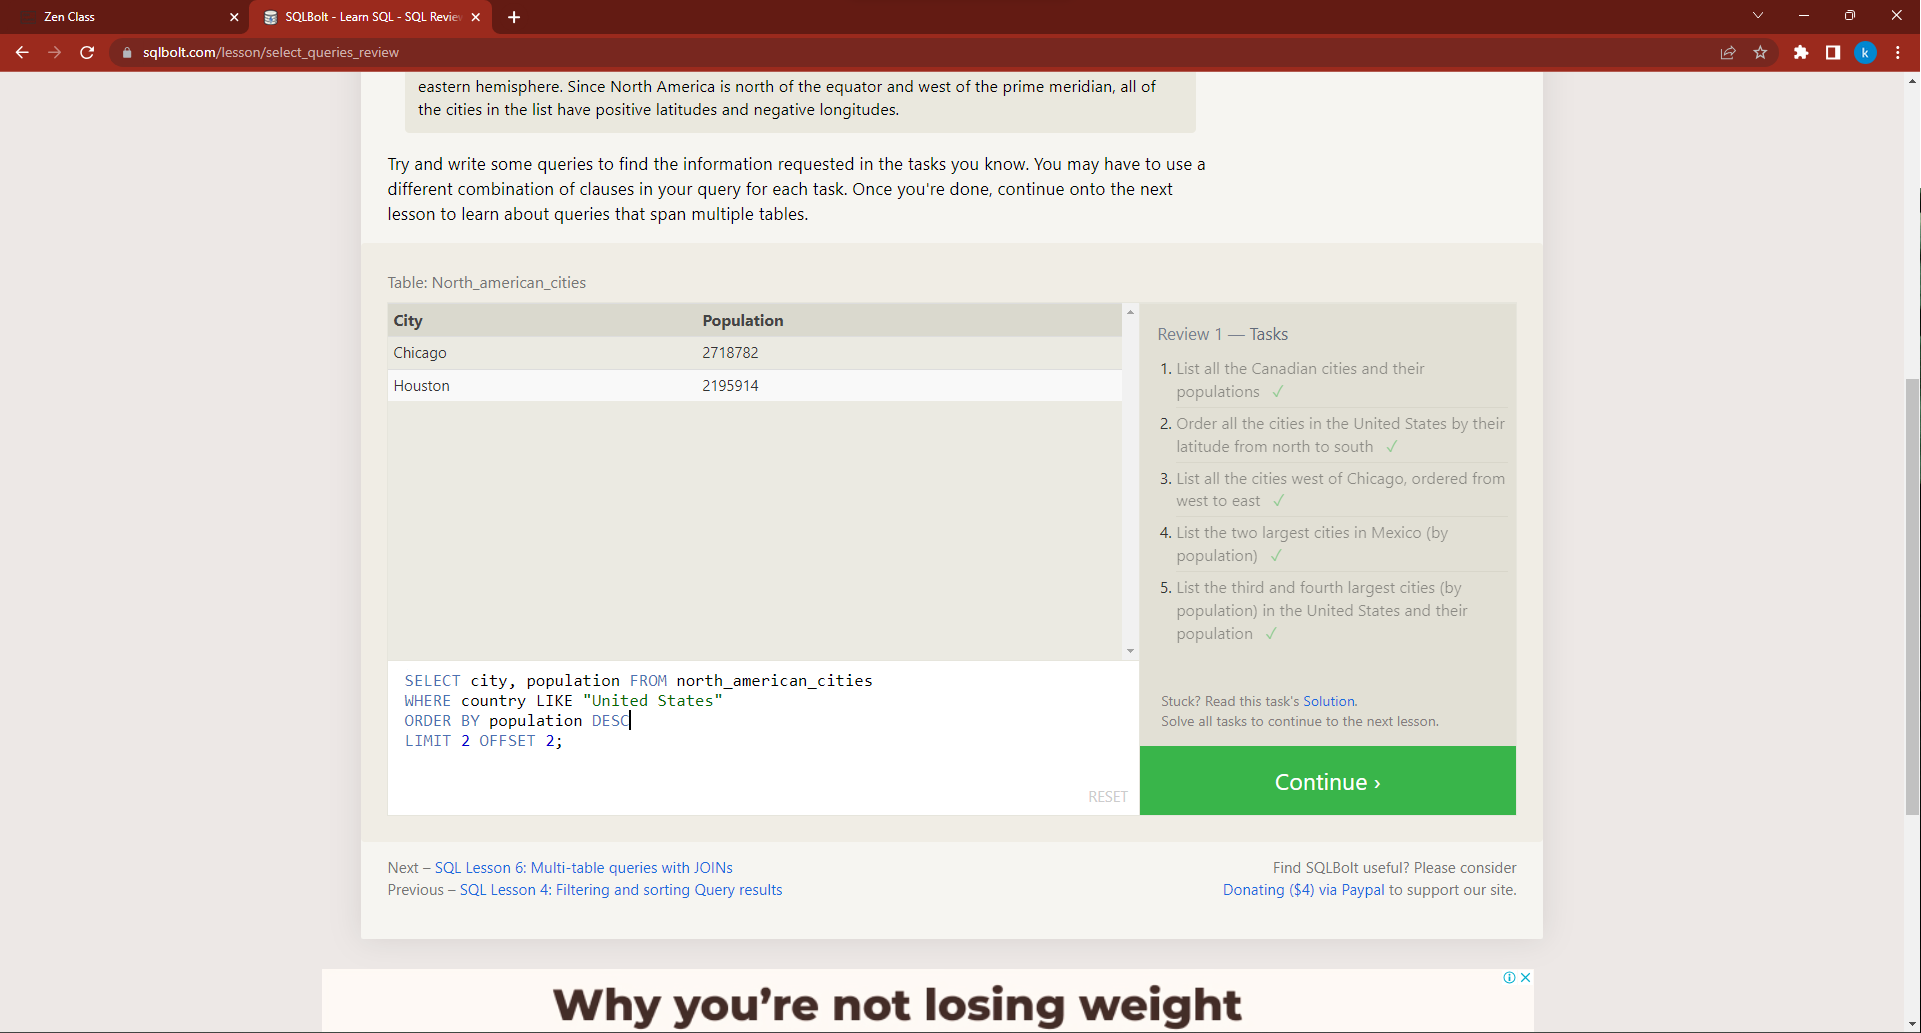 Zen Class
SQLBolt - Learn SQL - SQL Review
sqlbolt.com/lesson/select_queries_review
k
eastern hemisphere. Since North America is north of the equator and west of the prime meridian, all of
the cities in the list have positive latitudes and negative longitudes.
Try and write some queries to find the information requested in the tasks you know. You may have to use a
different combination of clauses in your query for each task. Once you're done, continue onto the next
lesson to learn about queries that span multiple tables.
Table: North_american_cities
City Population
Chicago 2718782
Houston 2195914
SELECT city, population FROM north_american_cities
WHERE country LIKE "United States"
ORDER BY population DESC
LIMIT 2 OFFSET 2;
RESET
Review 1 — Tasks
1. List all the Canadian cities and their
populations ✓
2. Order all the cities in the United States by their
latitude from north to south ✓
3. List all the cities west of Chicago, ordered from
west to east ✓
4. List the two largest cities in Mexico (by
population) ✓
5. List the third and fourth largest cities (by
population) in the United States and their
population ✓
Stuck? Read this task's Solution.
Solve all tasks to continue to the next lesson.
Continue ›
Next – SQL Lesson 6: Multi-table queries with JOINs
Previous – SQL Lesson 4: Filtering and sorting Query results
Find SQLBolt useful? Please consider
Donating ($4) via Paypal to support our site.
Why you're not losing weight